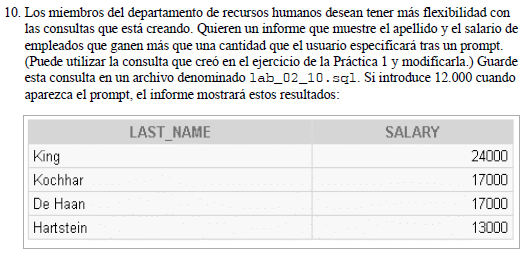 10. Los miembros del departamento de recursos humanos desean tener más flexibilidad con
las consultas que está creando. Quieren un informe que muestre el apellido y el salario de
empleados que ganen más que una cantidad que el usuario especificará tras un prompt.
(Puede utilizar la consulta que creó en el ejercicio de la Práctica 1 y modificarla.) Guarde
esta consulta en un archivo denominado lab_02_10.sql. Si introduce 12.000 cuando
aparezca el prompt, el informe mostrará estos resultados:
LAST_NAME SALARY
King 24000
Kochhar 17000
De Haan 17000
Hartstein 13000